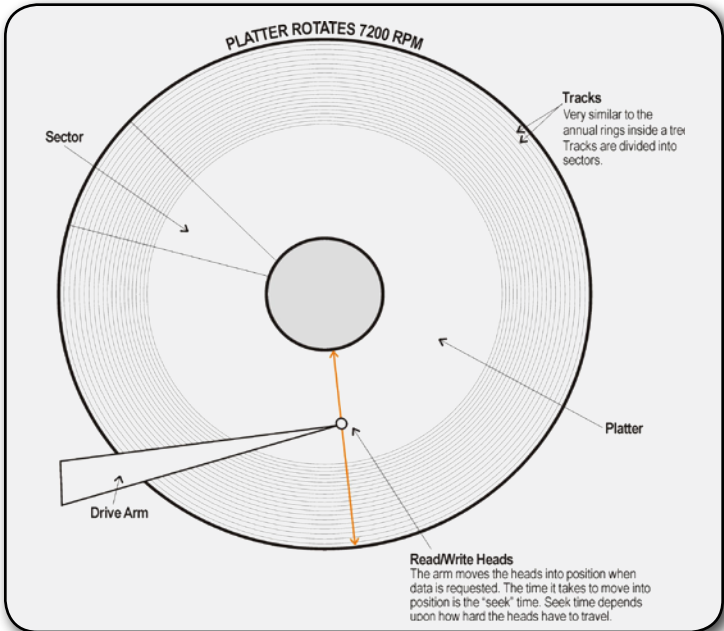 PLATTER ROTATES 7200 RPM
Tracks
Very similar to the
annual rings inside a tree
Tracks are divided into
sectors.
Sector
Platter
Drive Arm
Read/Write Heads
The arm moves the heads into position when
data is requested. The time it takes to move into
position is the "seek" time. Seek time depends
upon how hard the heads have to travel.